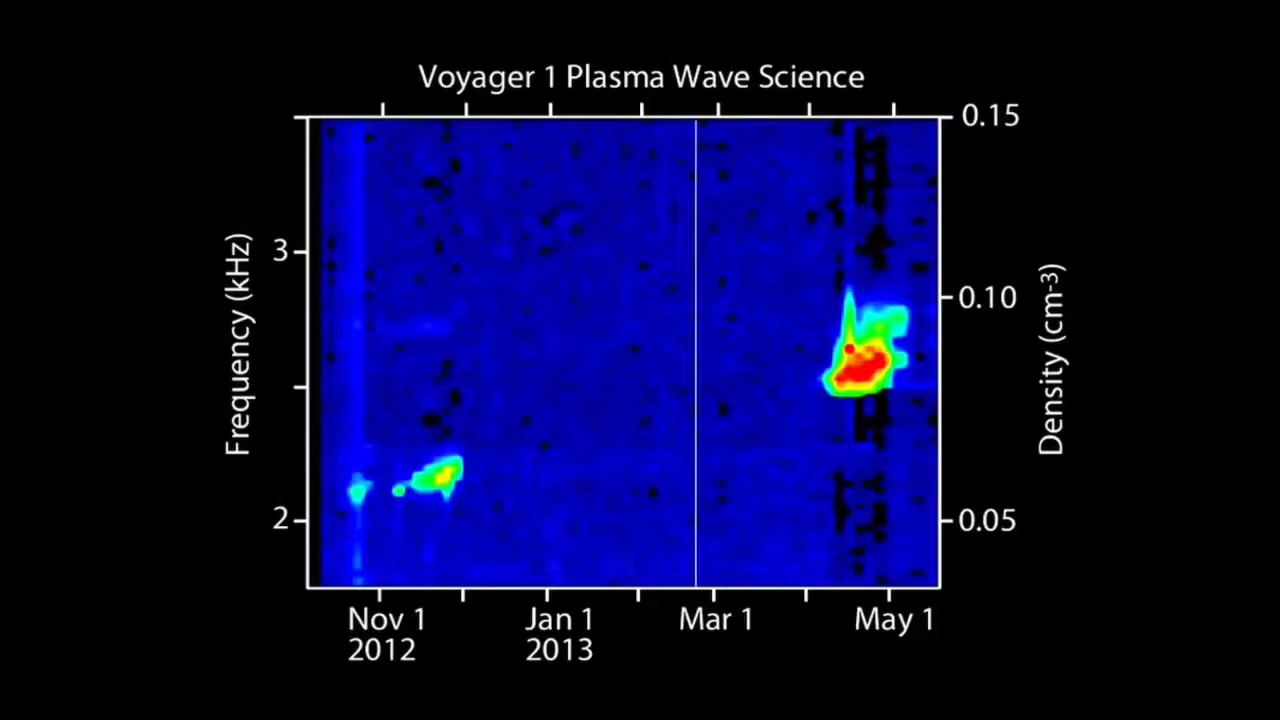 Voyager 1 Plasma Wave Science
0.15
3
0.10
2
0.05
Frequency (kHz)
Density (cm-3)
Nov 1 Jan 1 Mar 1 May 1
2012 2013